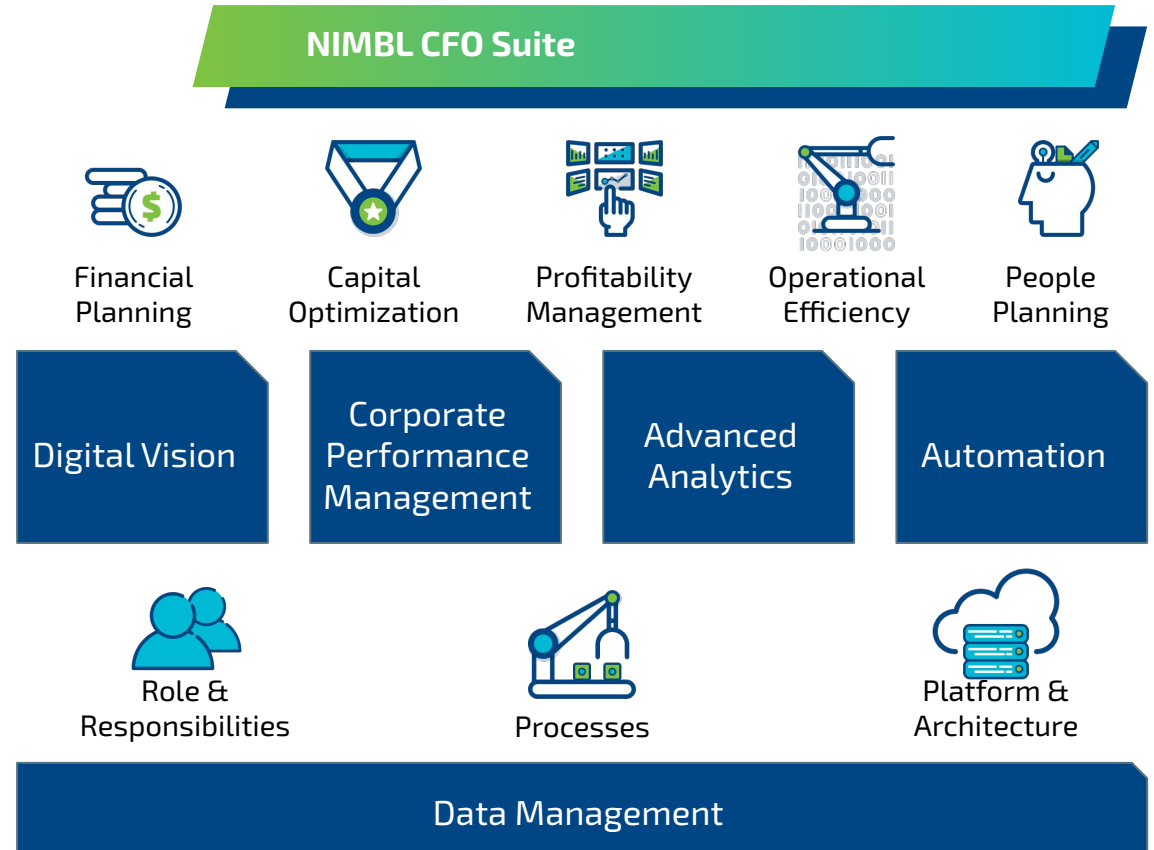 NIMBL CFO Suite
Financial
Planning
Capital
Optimization
Profitability
Management
Operational
Efficiency
People
Planning
Digital Vision
Corporate
Performance
Management
Advanced
Analytics
Automation
Role &
Responsibilities
Processes
Platform &
Architecture
Data Management